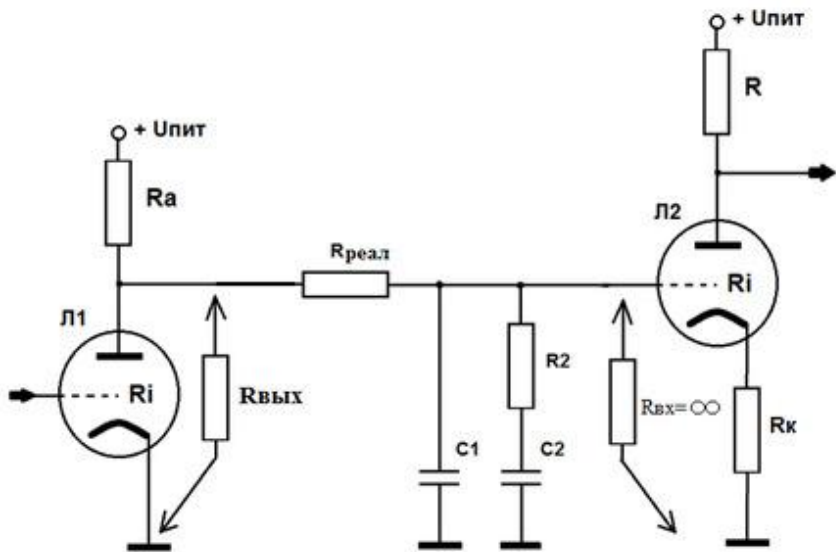 + Uпит
R
+ Uпит
Ra
Л2
Rреал
Ri
Л1
R2
Ri
Rвых
Rвх=∞
Rк
C1
C2